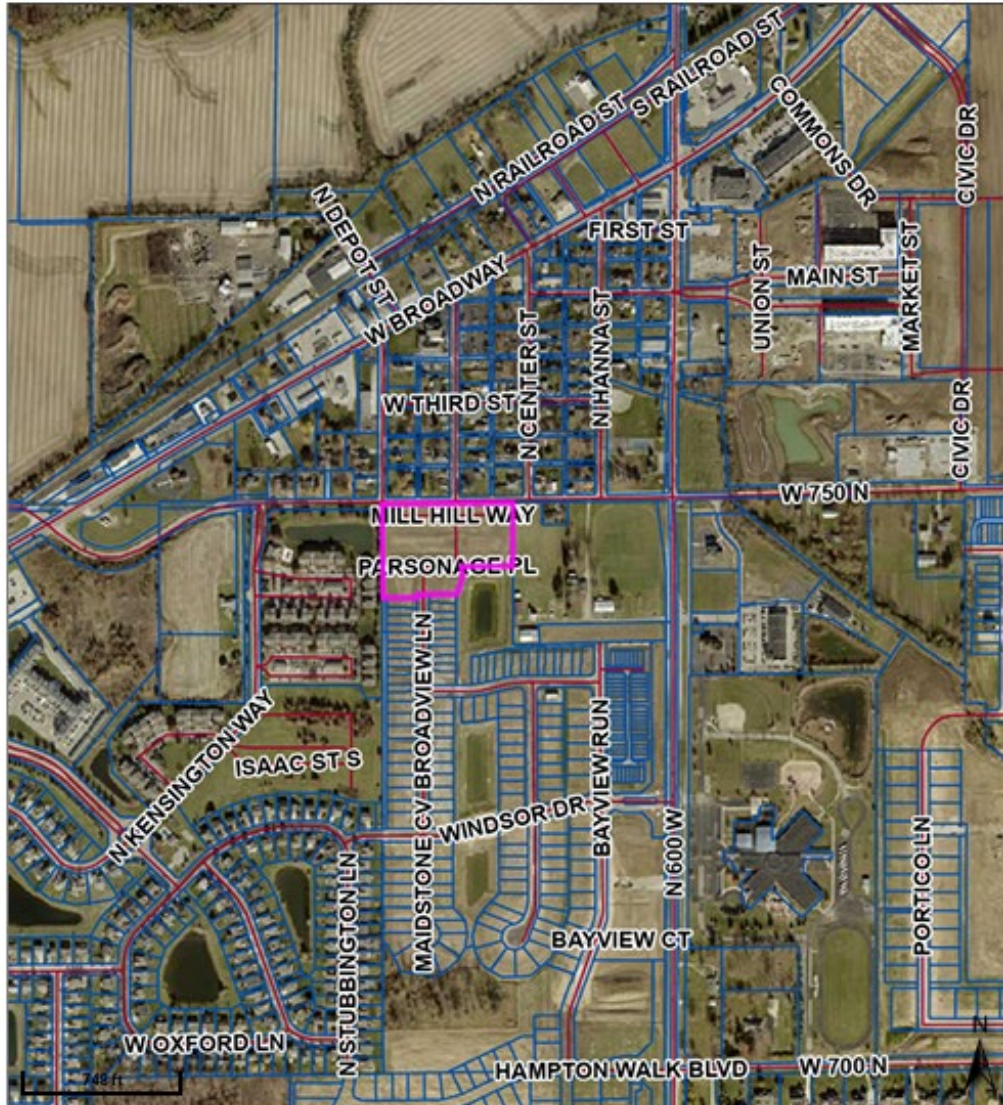 S RAILROAD ST
N RAILROAD ST
COMMONS DR
CIVIC DR
N DEPOT ST
FIRST ST
W BROADWAY
MAIN ST
UNION ST
MARKET ST
N HANNA ST
N CENTER ST
W THIRD ST
CIVIC DR
W 750 N
MILL HILL WAY
PARSONAGE PL
BROADVIEW LN
MAIDSTONE CV
N KENSINGTON WAY
ISAAC ST S
WINDSOR DR
BAYVIEW RUN
N 600 W
N STUBBINGTON LN
PORTICO LN
BAYVIEW CT
W OXFORD LN
HAMPTON WALK BLVD
W 700 N
N
748 ft